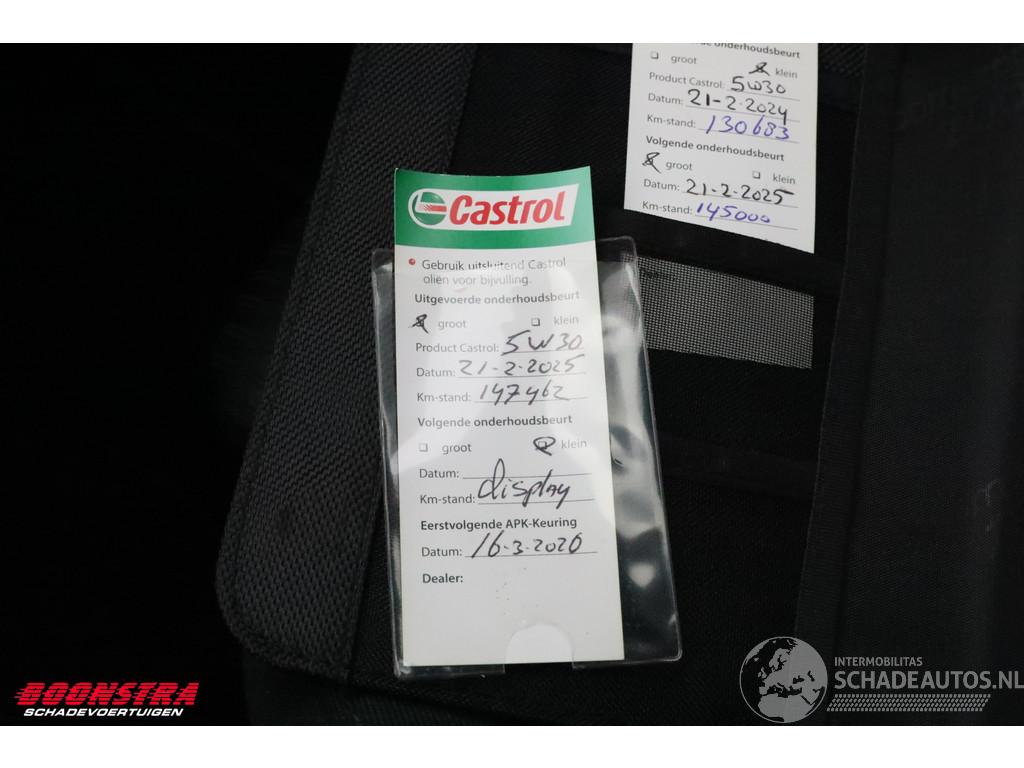 onderhoudsbeurt
groot klein
Product Castrol: 5W30
Datum: 21-2-2024
Km-stand: 130683
Volgende onderhoudsbeurt
groot klein
Datum: 21-2-2025
Km-stand: 145000
Castrol
Gebruik uitsluitend Castrol
oliën voor bijvulling.
Uitgevoerde onderhoudsbeurt
groot klein
Product Castrol: 5W30
Datum: 21-2-2025
Km-stand: 147462
Volgende onderhoudsbeurt
groot klein
Datum:
Km-stand: display
Eerstvolgende APK-Keuring
Datum: 16-3-2026
Dealer:
BOONSTRA
SCHADEVOERTUIGEN
INTERMOBILITAS
SCHADEAUTOS.NL